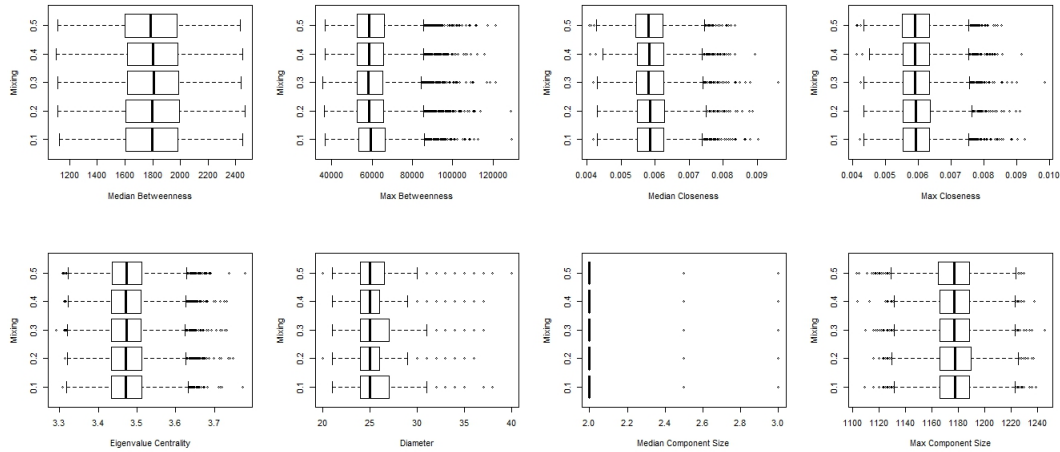 Mixing
0.5
0.4
0.3
0.2
0.1
1200 1400 1600 1800 2000 2200 2400
Median Betweenness
Mixing
0.5
0.4
0.3
0.2
0.1
40000 60000 80000 100000 120000
Max Betweenness
Mixing
0.5
0.4
0.3
0.2
0.1
0.004 0.005 0.006 0.007 0.008 0.009
Median Closeness
Mixing
0.5
0.4
0.3
0.2
0.1
0.004 0.005 0.006 0.007 0.008 0.009 0.010
Max Closeness
Mixing
0.5
0.4
0.3
0.2
0.1
3.3 3.4 3.5 3.6 3.7
Eigenvalue Centrality
Mixing
0.5
0.4
0.3
0.2
0.1
20 25 30 35 40
Diameter
Mixing
0.5
0.4
0.3
0.2
0.1
2.0 2.2 2.4 2.6 2.8 3.0
Median Component Size
Mixing
0.5
0.4
0.3
0.2
0.1
1100 1120 1140 1160 1180 1200 1220 1240
Max Component Size